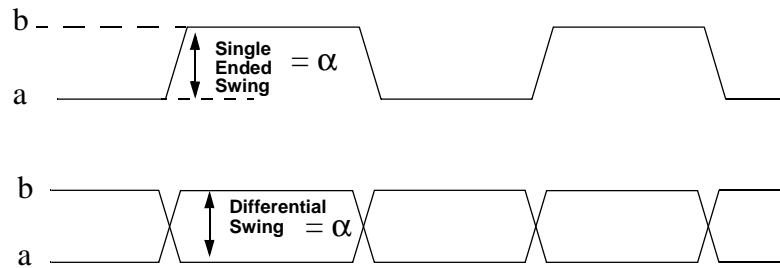 b
Single
Ended = α
Swing
a
b
Differential
Swing = α
a